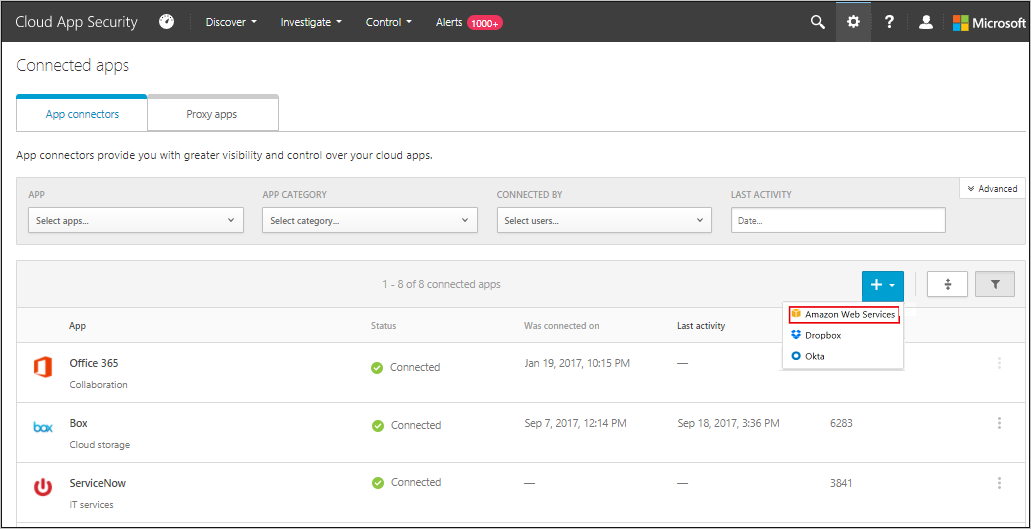 Cloud App Security Discover Investigate Control Alerts 1000+ ? Microsoft
Connected apps
App connectors Proxy apps
App connectors provide you with greater visibility and control over your cloud apps.
Advanced
APP APP CATEGORY CONNECTED BY LAST ACTIVITY
Select apps... Select category... Select users... Date...
1 - 8 of 8 connected apps +
Amazon Web Services
Dropbox
Okta
App Status Was connected on Last activity
Office 365 Connected Jan 19, 2017, 10:15 PM —
Collaboration
box Box Connected Sep 7, 2017, 12:14 PM Sep 18, 2017, 3:36 PM 6283
Cloud storage
ServiceNow Connected — — 3841
IT services